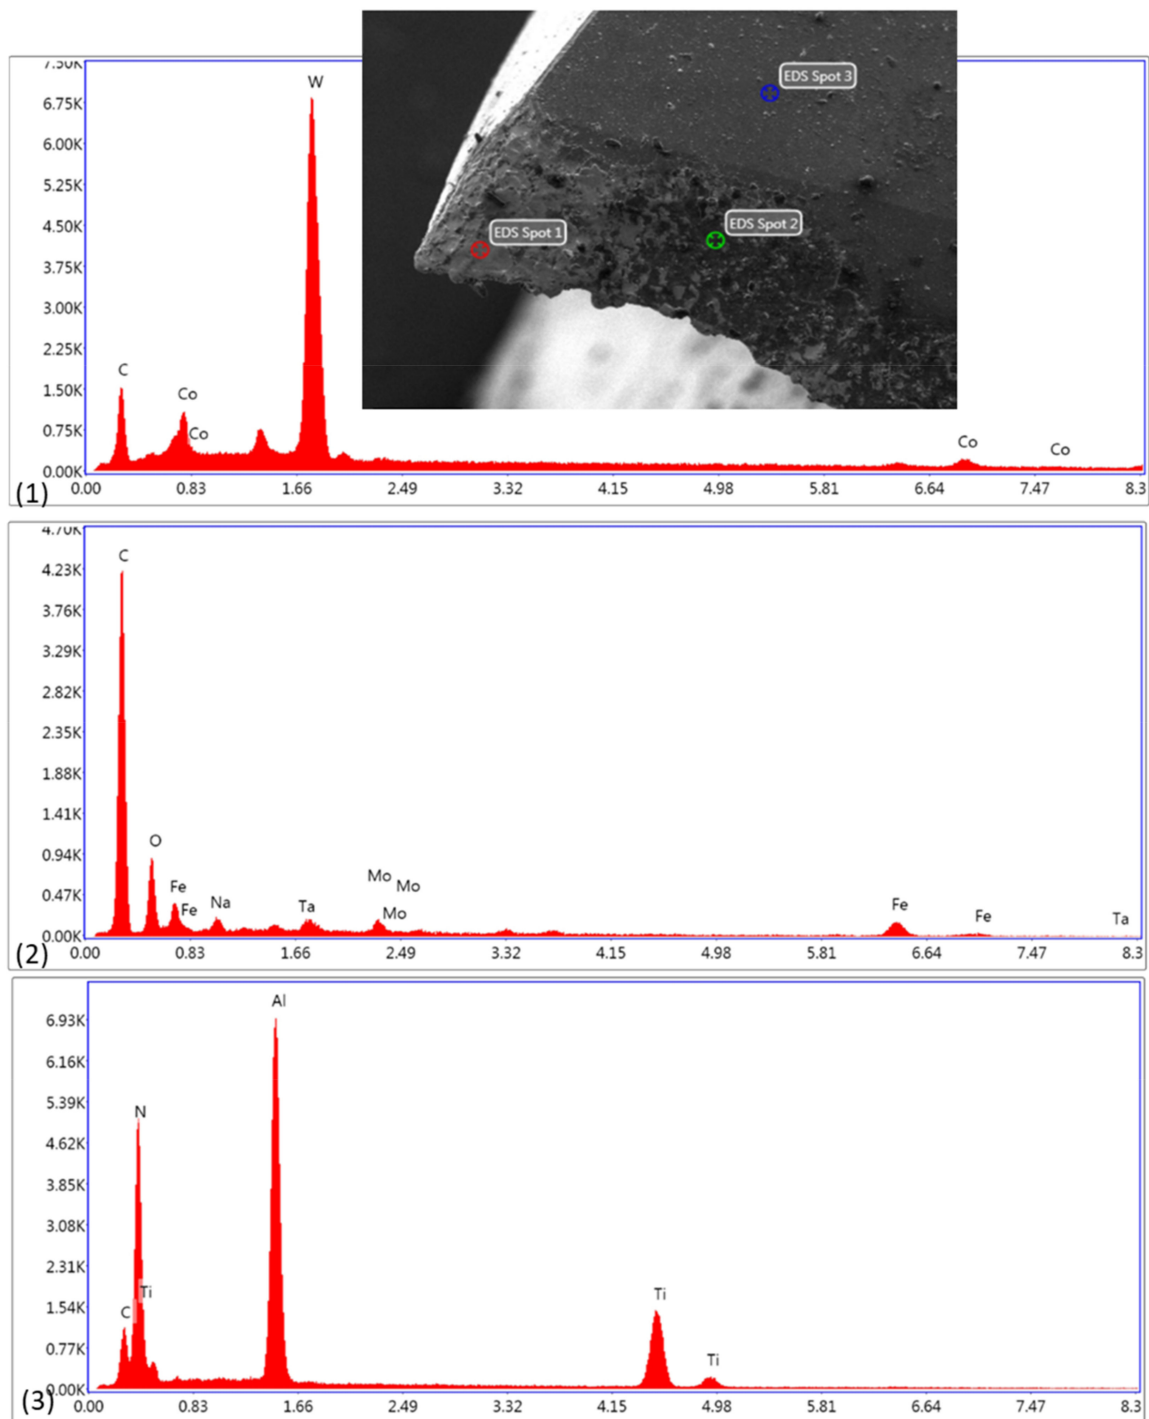 7.50K
W
EDS Spot 3
6.75K
6.00K
5.25K
4.50K
EDS Spot 1
EDS Spot 2
3.75K
3.00K
2.25K
C
1.50K
Co
0.75K
Co
Co
Co
0.00K
0.00 0.83 1.66 2.49 3.32 4.15 4.98 5.81 6.64 7.47 8.3
(1)
4.70K
C
4.23K
3.76K
3.29K
2.82K
2.35K
1.88K
1.41K
O
0.94K
Mo
Mo
Fe
0.47K
Na
Fe
Ta
Mo
Fe
Fe
Ta
0.00K
0.00 0.83 1.66 2.49 3.32 4.15 4.98 5.81 6.64 7.47 8.3
(2)
Al
6.93K
6.16K
5.39K
N
4.62K
3.85K
3.08K
2.31K
Ti
Ti
1.54K
C
0.77K
Ti
0.00K
0.00 0.83 1.66 2.49 3.32 4.15 4.98 5.81 6.64 7.47 8.3
(3)